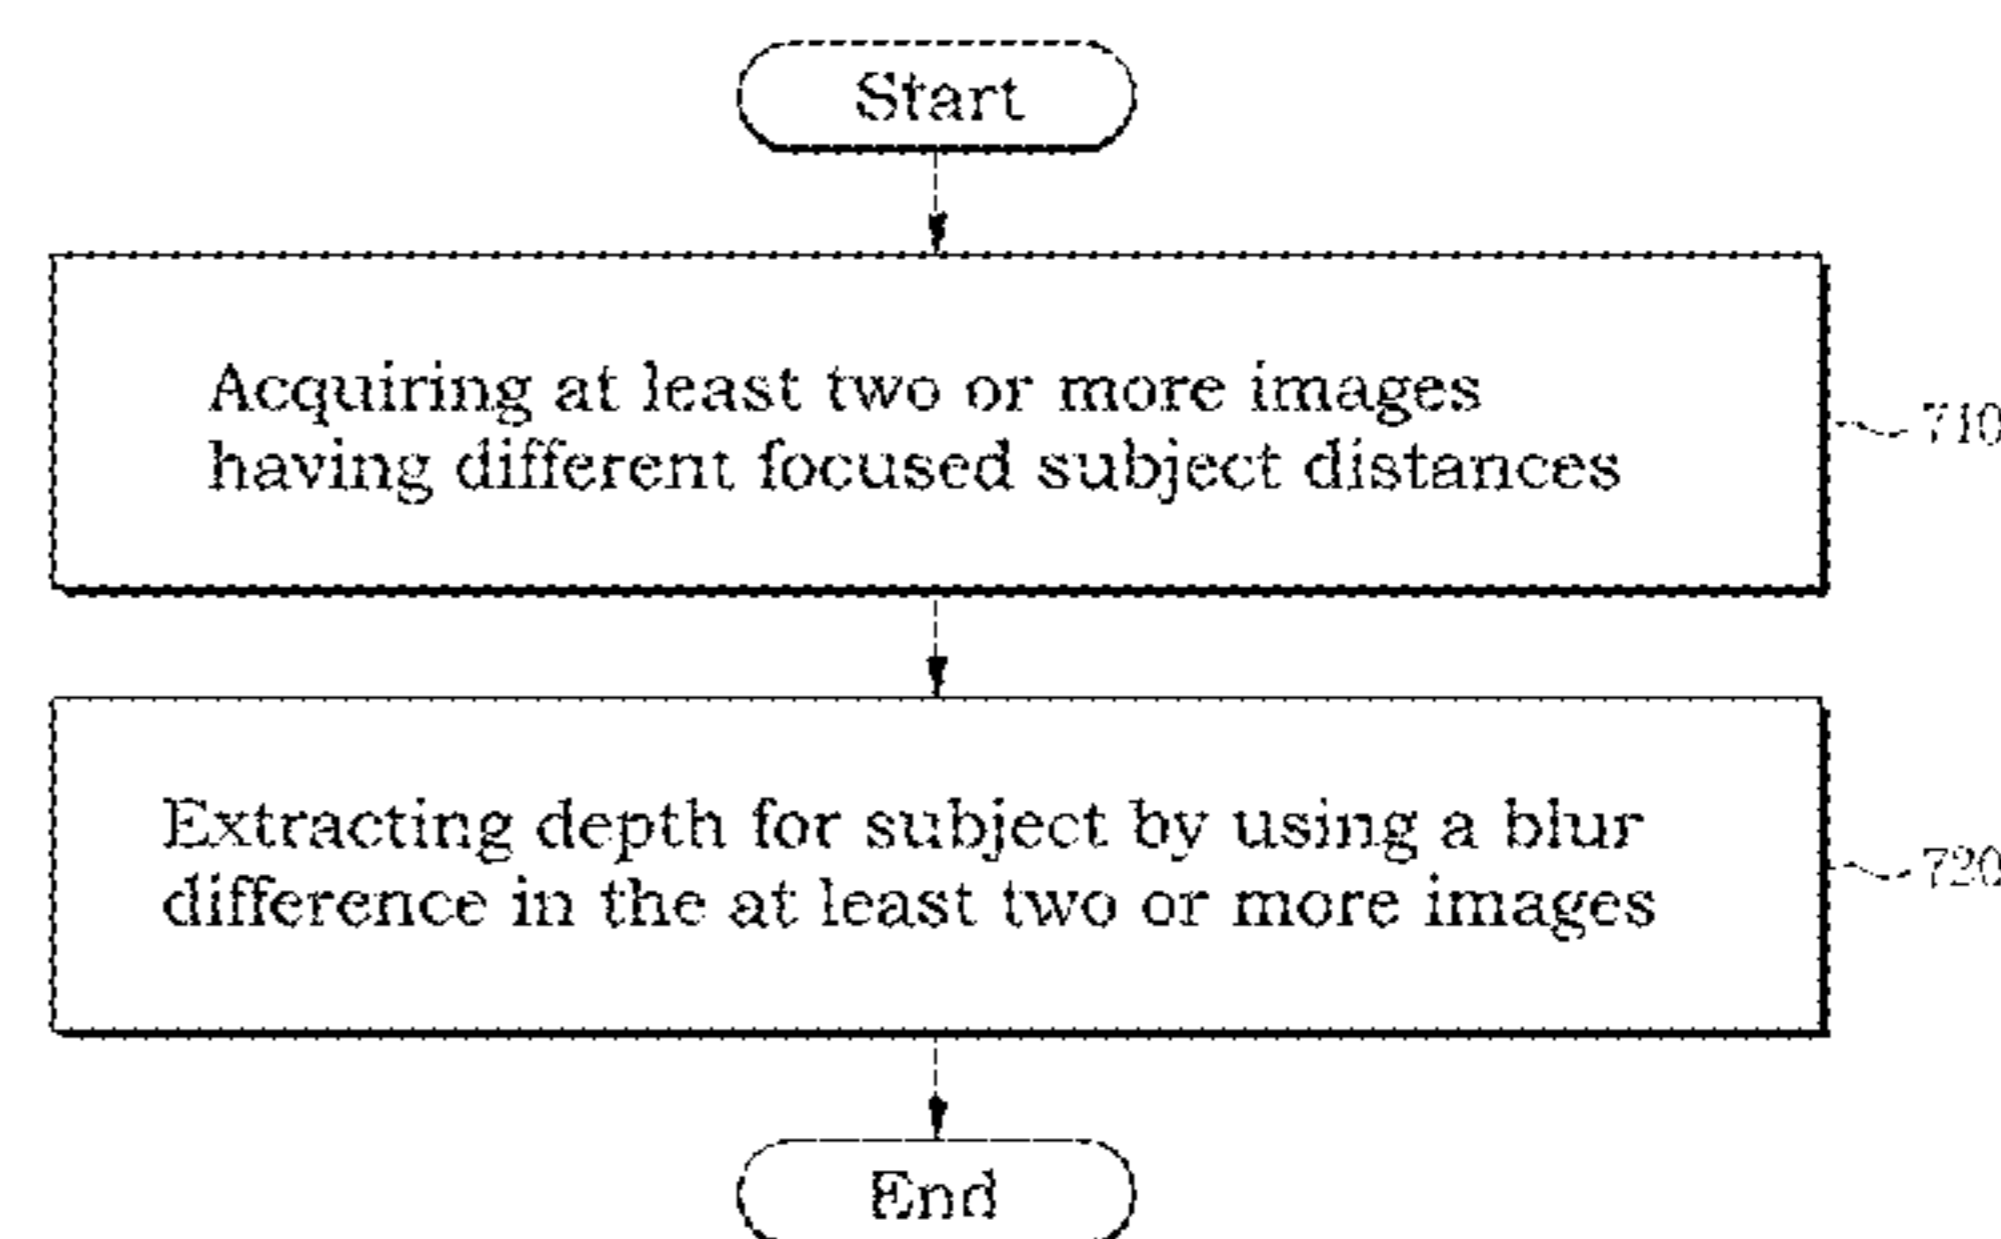 Start
Acquiring at least two or more images
having different focused subject distances
710
Extracting depth for subject by using a blur
difference in the at least two or more images
720
End